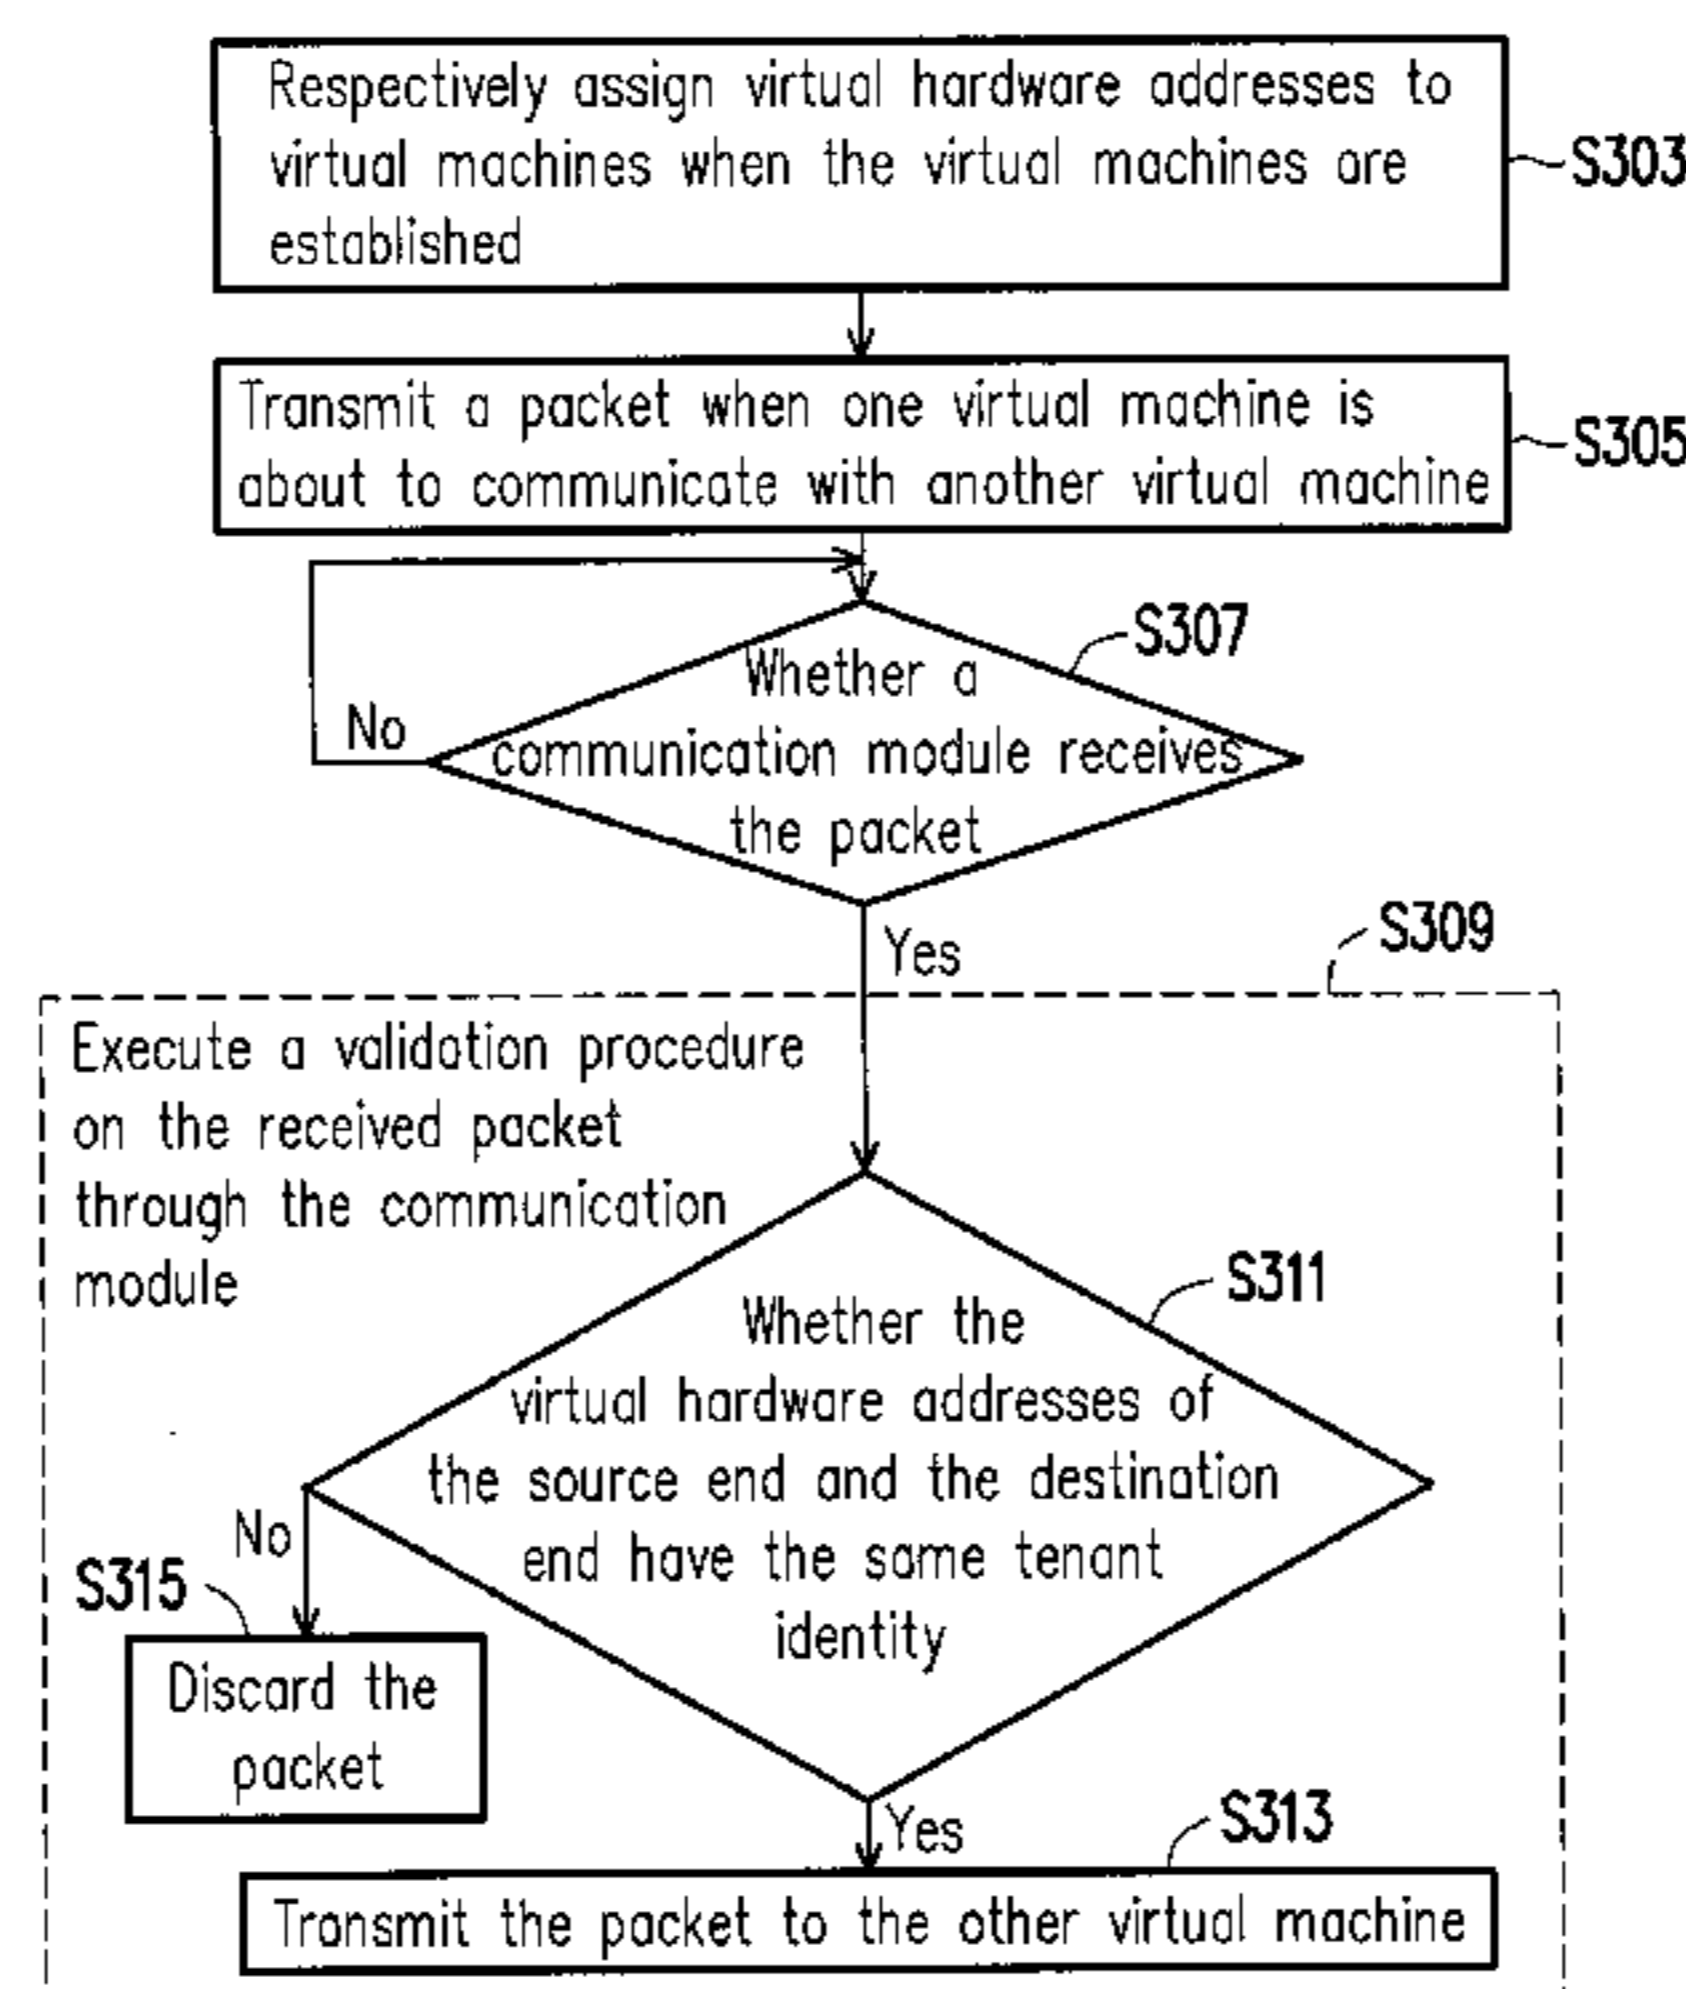 Respectively assign virtual hardware addresses to
virtual machines when the virtual machines are
established
S303
Transmit a packet when one virtual machine is
about to communicate with another virtual machine
S305
S307
Whether a
communication module receives
the packet
No
Yes
S309
Execute a validation procedure
on the received packet
through the communication
module
S311
Whether the
virtual hardware addresses of
the source end and the destination
end have the same tenant
identity
No
S315
Discard the
packet
Yes
S313
Transmit the packet to the other virtual machine